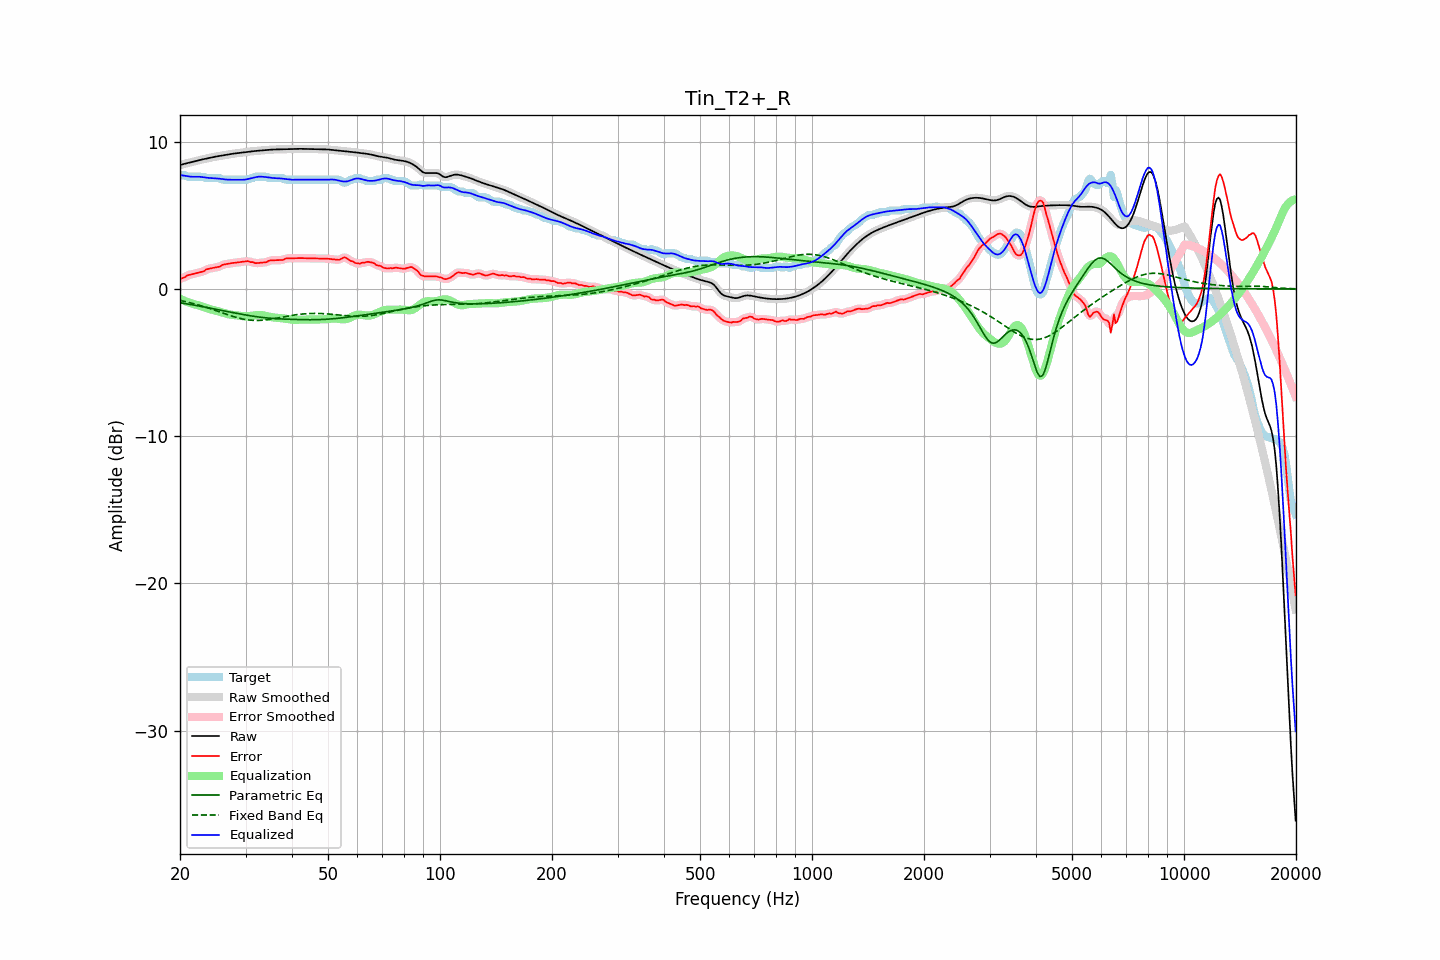 Tin_T2+_R
10
0
−10
−20
−30
Amplitude (dBr)
Target
Raw Smoothed
Error Smoothed
Raw
Error
Equalization
Parametric Eq
Fixed Band Eq
Equalized
20 50 100 200 500 1000 2000 5000 10000 20000
Frequency (Hz)